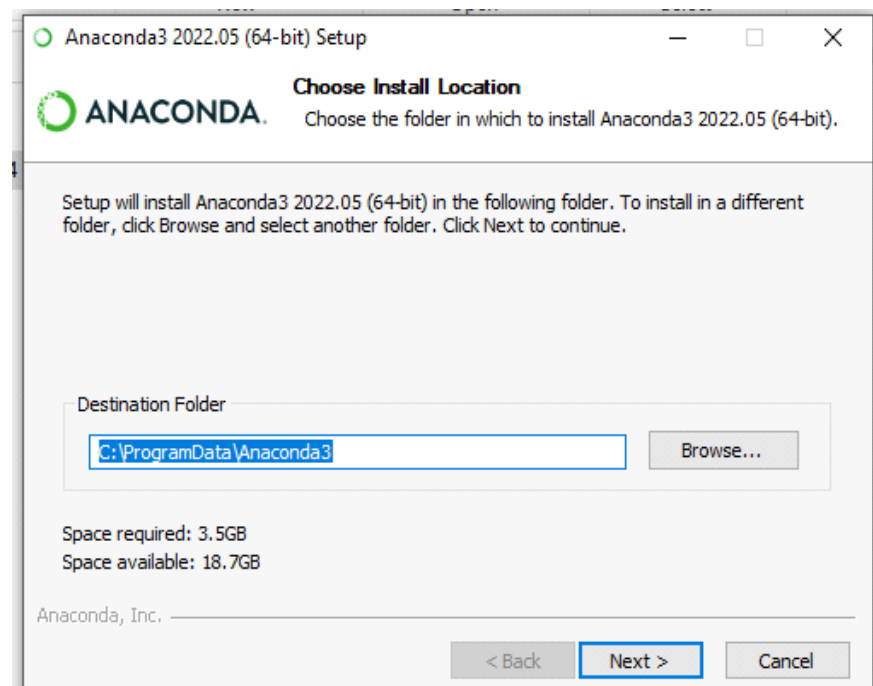 Anaconda3 2022.05 (64-bit) Setup
Choose Install Location
ANACONDA.
Choose the folder in which to install Anaconda3 2022.05 (64-bit).
Setup will install Anaconda3 2022.05 (64-bit) in the following folder. To install in a different
folder, click Browse and select another folder. Click Next to continue.
Destination Folder
C:\ProgramData\Anaconda3
Browse...
Space required: 3.5GB
Space available: 18.7GB
Anaconda, Inc.
< Back
Next >
Cancel